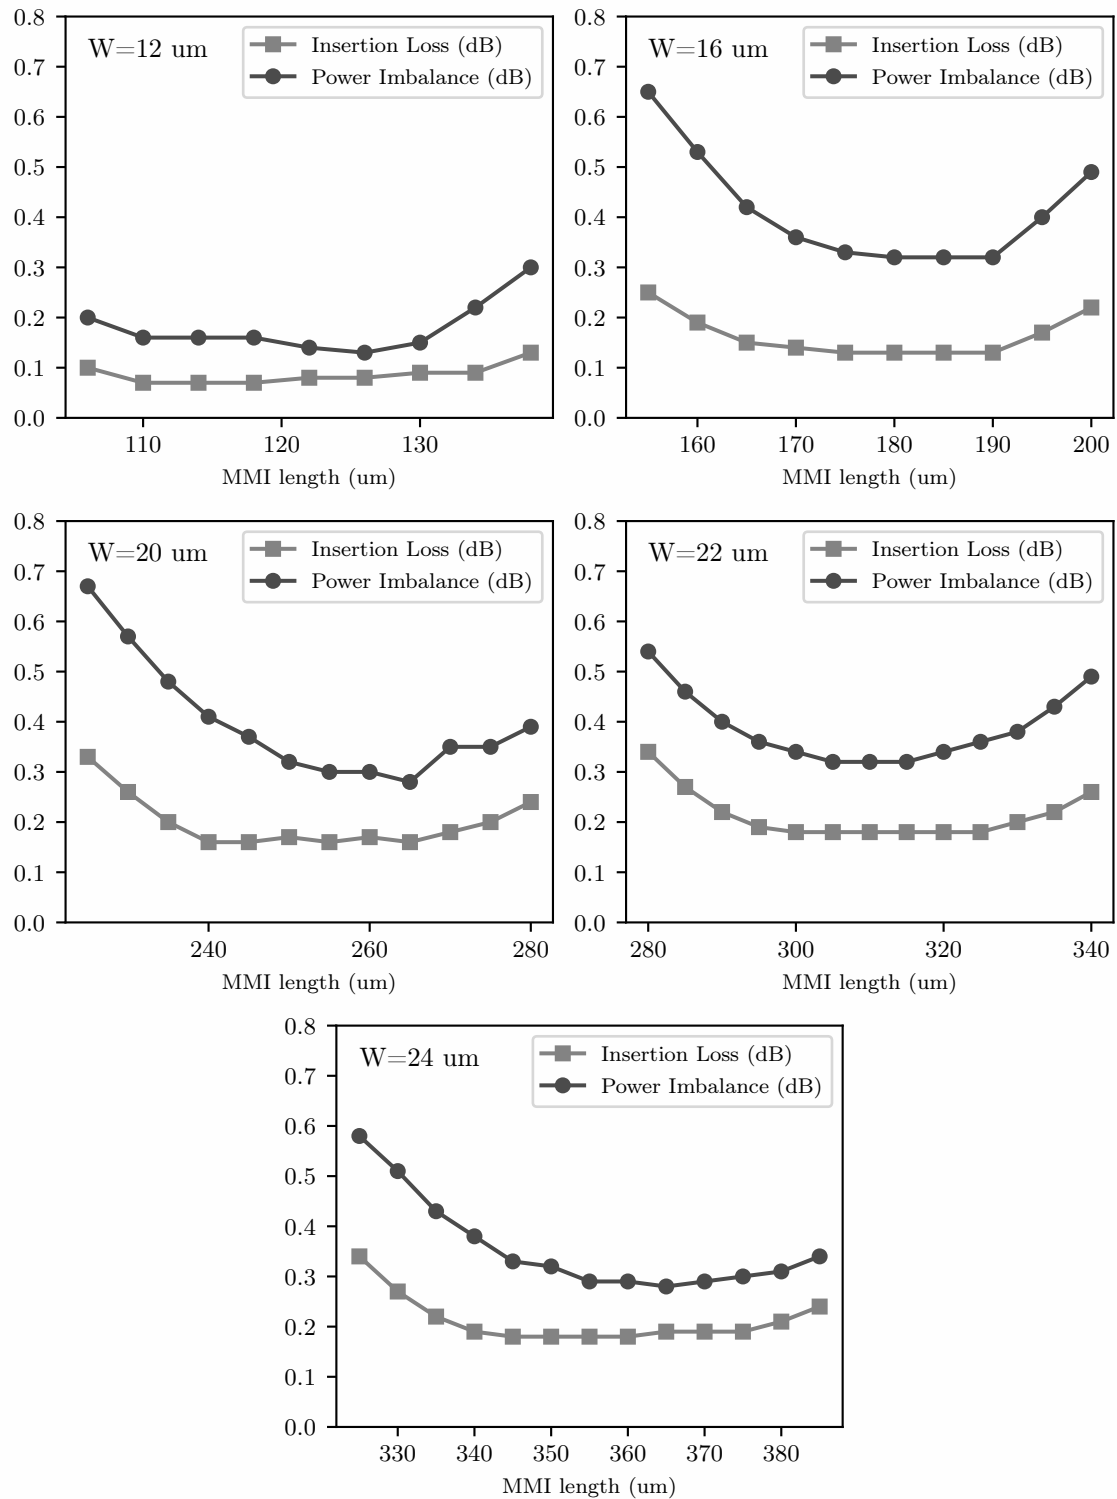 W=12 um
Insertion Loss (dB)
Power Imbalance (dB)
0.8
0.7
0.6
0.5
0.4
0.3
0.2
0.1
0.0
110 120 130
MMI length (um)
W=16 um
Insertion Loss (dB)
Power Imbalance (dB)
0.8
0.7
0.6
0.5
0.4
0.3
0.2
0.1
0.0
160 170 180 190 200
MMI length (um)
W=20 um
Insertion Loss (dB)
Power Imbalance (dB)
0.8
0.7
0.6
0.5
0.4
0.3
0.2
0.1
0.0
240 260 280
MMI length (um)
W=22 um
Insertion Loss (dB)
Power Imbalance (dB)
0.8
0.7
0.6
0.5
0.4
0.3
0.2
0.1
0.0
280 300 320 340
MMI length (um)
W=24 um
Insertion Loss (dB)
Power Imbalance (dB)
0.8
0.7
0.6
0.5
0.4
0.3
0.2
0.1
0.0
330 340 350 360 370 380
MMI length (um)